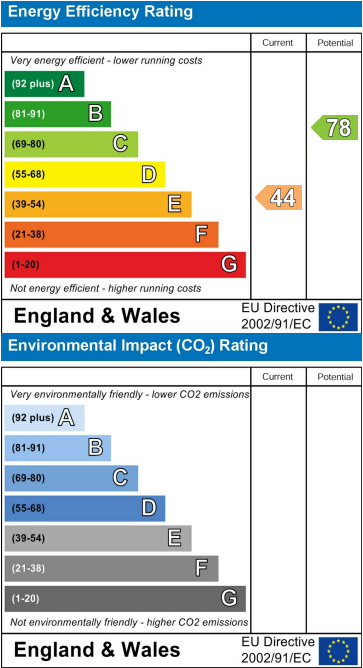 Energy Efficiency Rating
Current Potential
Very energy efficient - lower running costs
(92 plus) A
(81-91) B
(69-80) C
(55-68) D
(39-54) E
(21-38) F
(1-20) G
78
44
Not energy efficient - higher running costs
England & Wales
EU Directive
2002/91/EC
Environmental Impact (CO₂) Rating
Current Potential
Very environmentally friendly - lower CO2 emissions
(92 plus) A
(81-91) B
(69-80) C
(55-68) D
(39-54) E
(21-38) F
(1-20) G
Not environmentally friendly - higher CO2 emissions
England & Wales
EU Directive
2002/91/EC